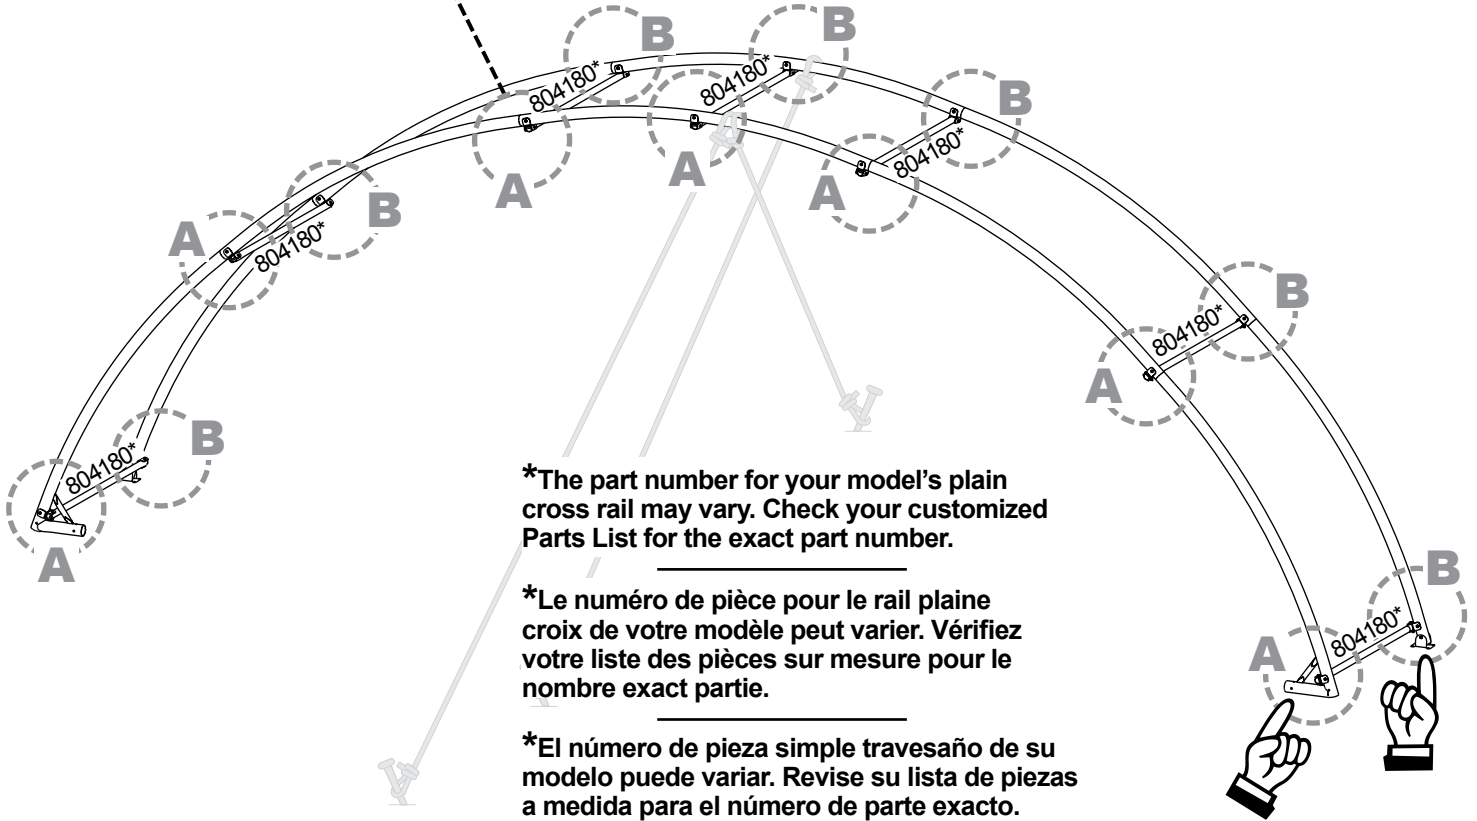 B
B
804180*
804180*
B
A
A
804180*
A
B
A
804180*
B
804180*
A
B
804180*
A
*The part number for your model's plain
cross rail may vary. Check your customized
Parts List for the exact part number.
*Le numéro de pièce pour le rail plaine
croix de votre modèle peut varier. Vérifiez
votre liste des pièces sur mesure pour le
nombre exact partie.
*El número de pieza simple travesaño de su
modelo puede variar. Revise su lista de piezas
a medida para el número de parte exacto.
B
804180*
A